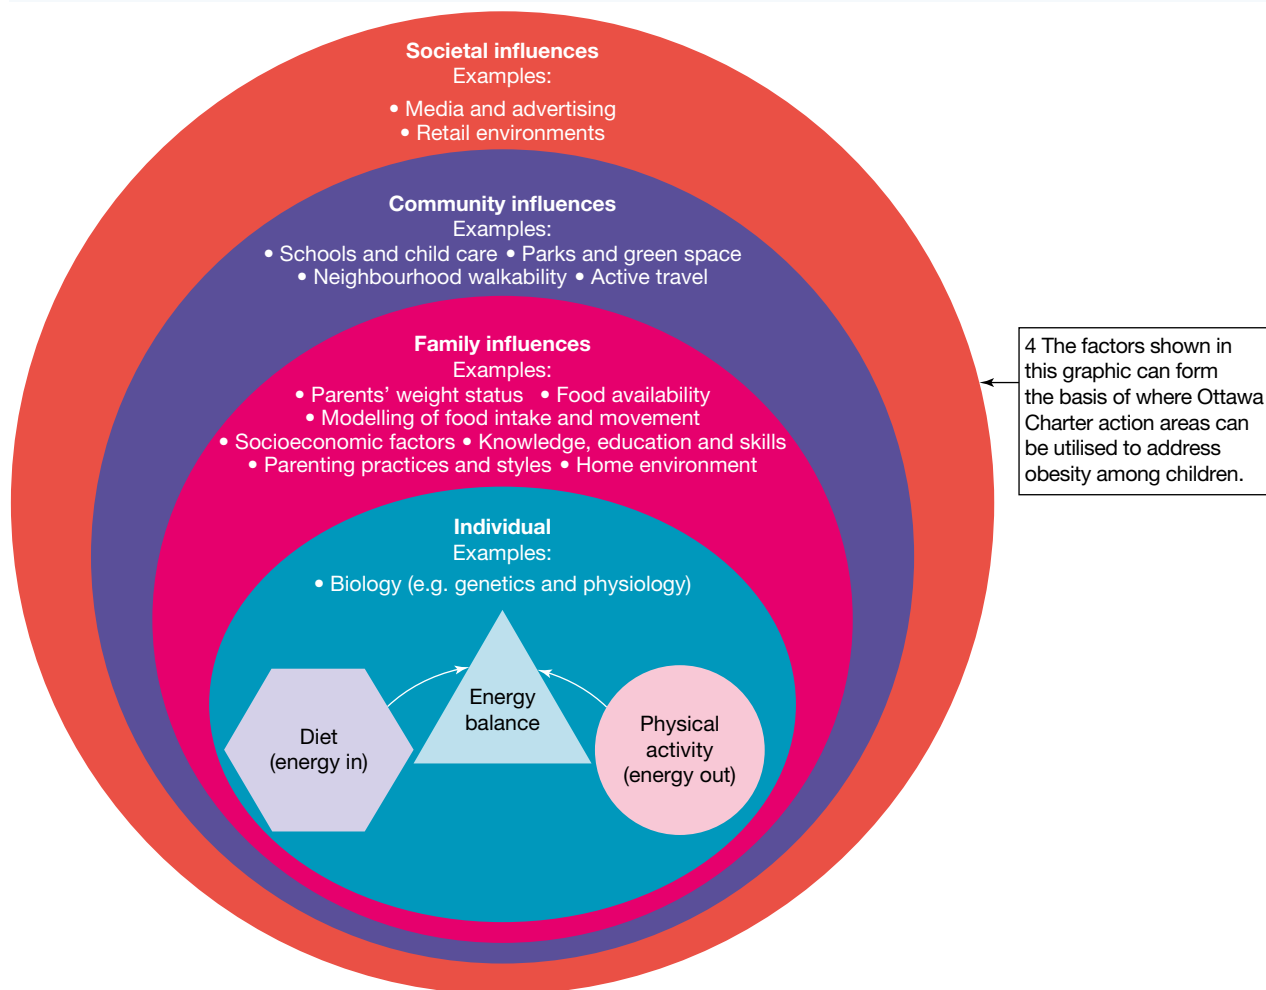 Societal influences
Examples:
• Media and advertising
• Retail environments
Community influences
Examples:
• Schools and child care • Parks and green space
• Neighbourhood walkability • Active travel
Family influences
Examples:
• Parents’ weight status • Food availability
• Modelling of food intake and movement
• Socioeconomic factors • Knowledge, education and skills
• Parenting practices and styles • Home environment
Individual
Examples:
• Biology (e.g. genetics and physiology)
Diet
(energy in)
Energy
balance
Physical
activity
(energy out)
4 The factors shown in
this graphic can form
the basis of where Ottawa
Charter action areas can
be utilised to address
obesity among children.